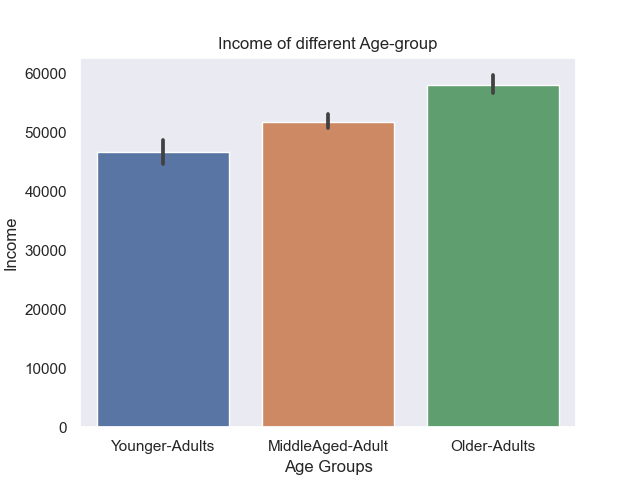 Income of different Age-group
60000
50000
40000
30000
20000
10000
0
Income
Younger-Adults
MiddleAged-Adult
Older-Adults
Age Groups